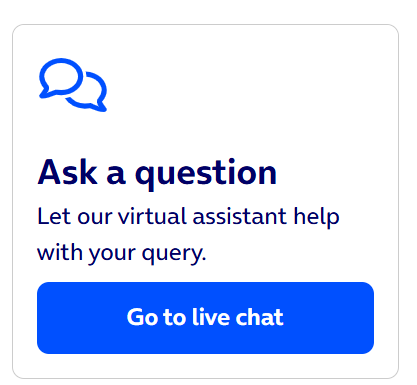 Ask a question
Let our virtual assistant help
with your query.
Go to live chat